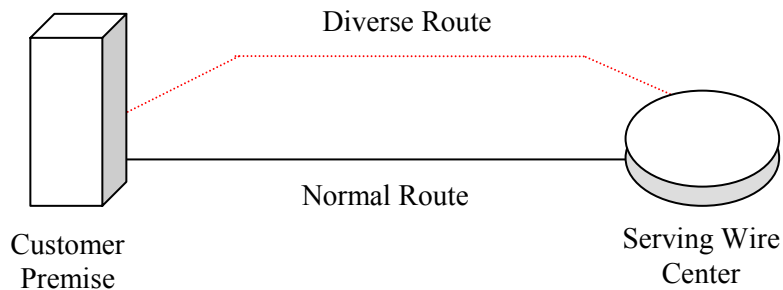 Diverse Route
Normal Route
Customer
Premise
Serving Wire
Center